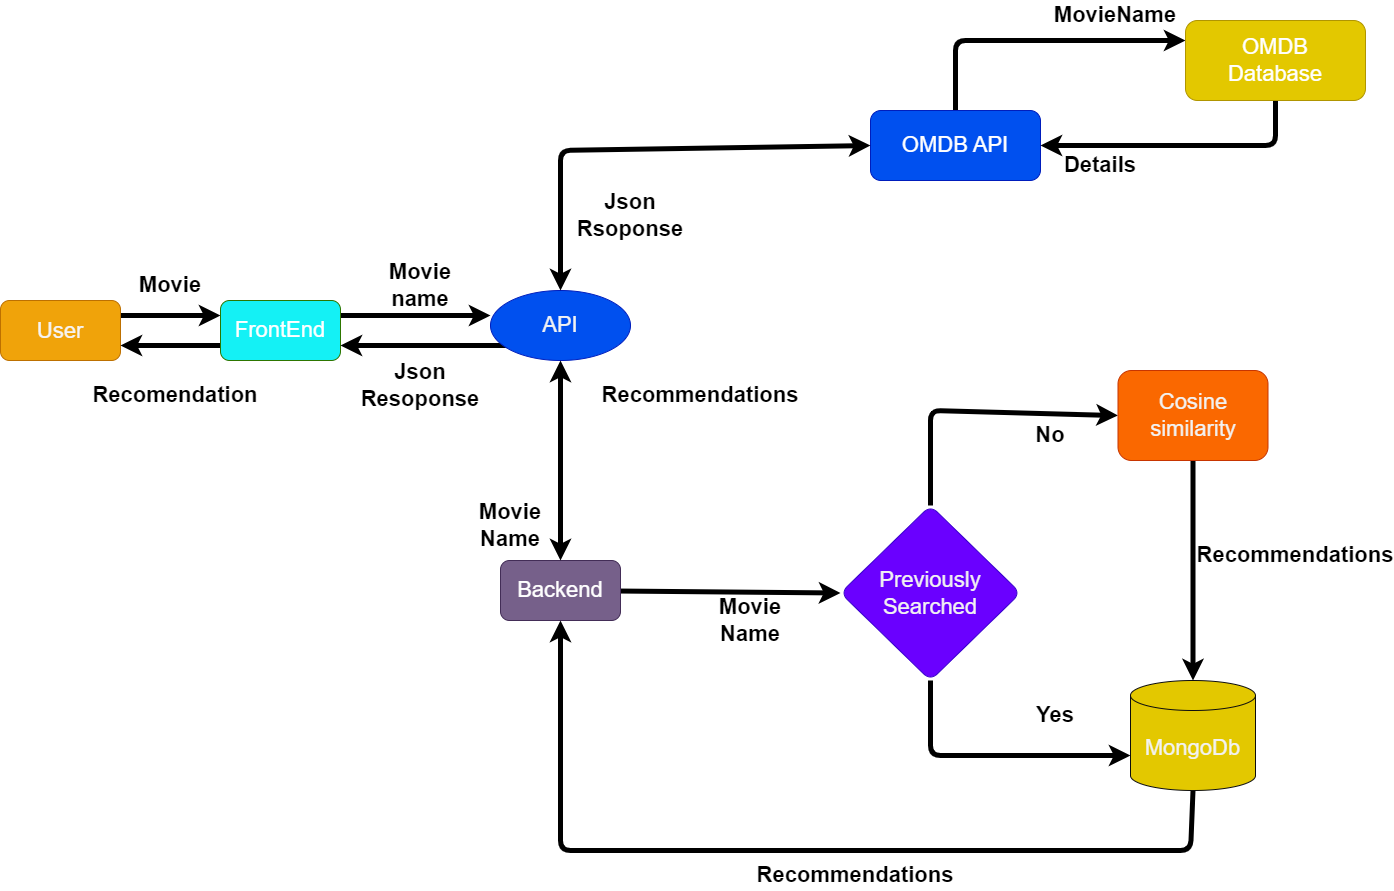 MovieName
OMDB
Database
OMDB API
Details
Json
Rsoponse
Movie
Movie
name
User
FrontEnd
API
Json
Resoponse
Recomendation
Recommendations
Cosine
similarity
No
Movie
Name
Recommendations
Backend
Previously
Searched
Movie
Name
Yes
MongoDb
Recommendations